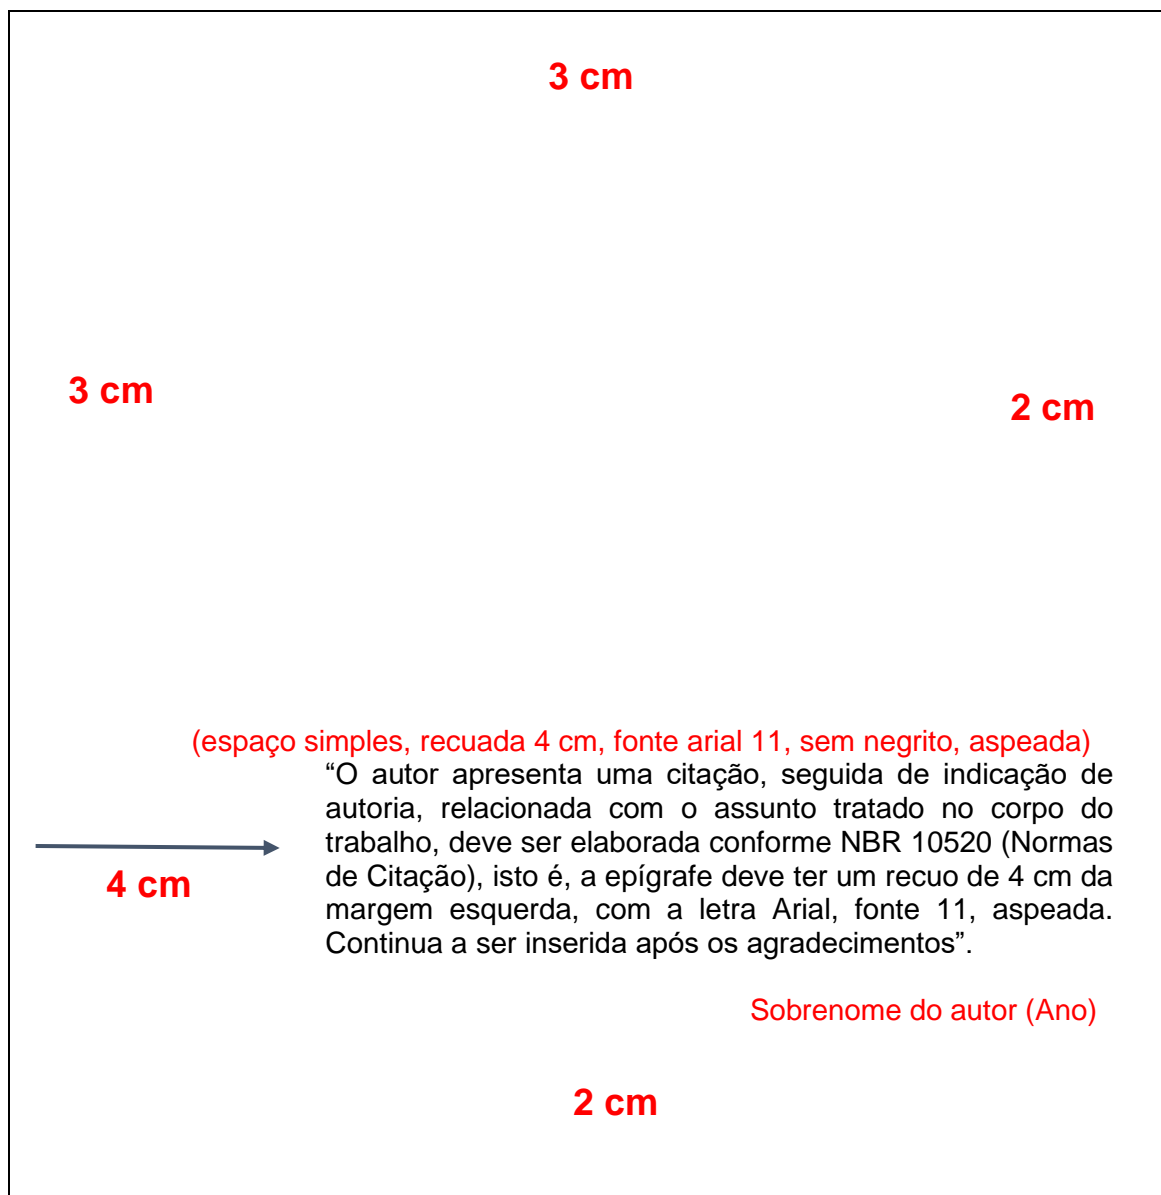 3 cm
3 cm
2 cm
(espaço simples, recuada 4 cm, fonte arial 11, sem negrito, aspeada)
“O autor apresenta uma citação, seguida de indicação de
autoria, relacionada com o assunto tratado no corpo do
trabalho, deve ser elaborada conforme NBR 10520 (Normas
de Citação), isto é, a epígrafe deve ter um recuo de 4 cm da
margem esquerda, com a letra Arial, fonte 11, aspeada.
Continua a ser inserida após os agradecimentos”.
4 cm
Sobrenome do autor (Ano)
2 cm